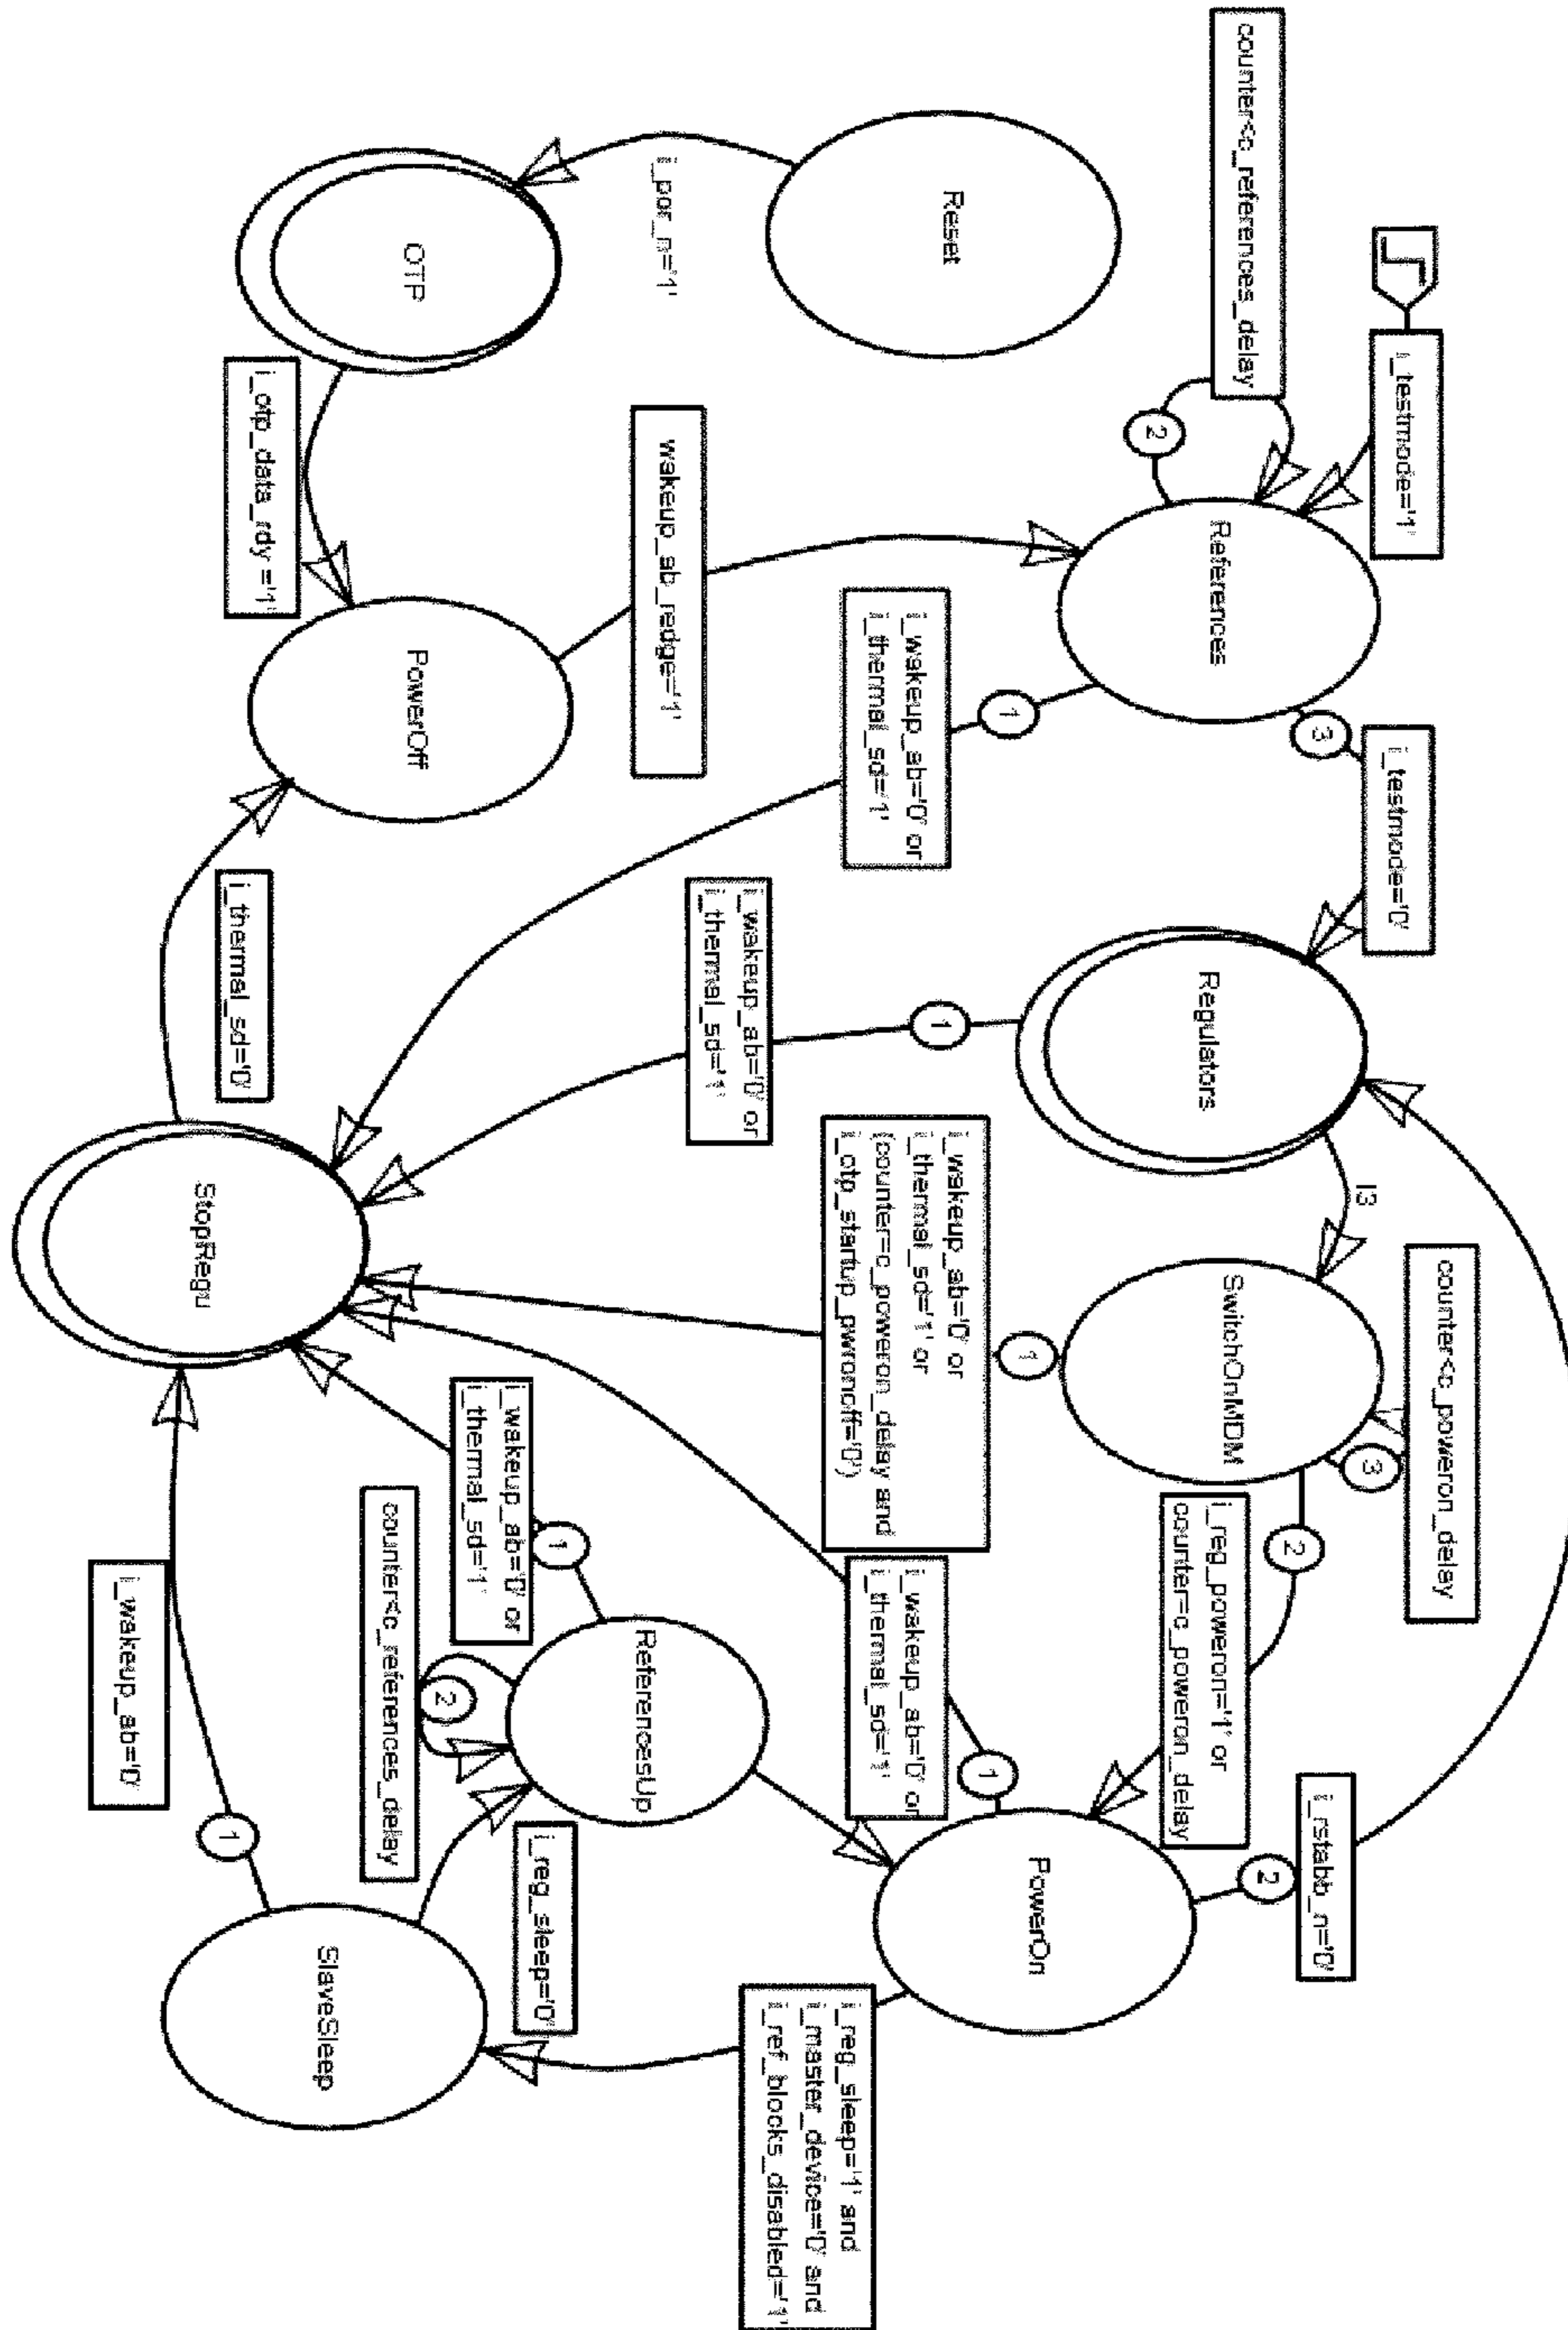 i_testmode='1'
counter<c_references_delay
2
References
3
i_testmode='0'
Regulators
I3
SwitchOnMDM
counter<c_poweron_delay
3
2
i_reg_poweron='1' or
counter=c_poweron_delay
i_rstabb_n='0'
2
PowerOn
1
i_wakeup_ab='0' or
i_thermal_sd='1'
i_reg_sleep='1' and
i_master_device='0' and
i_ref_blocks_disabled='1'
Reset
i_por_n='1'
OTP
i_otp_data_rdy ='1'
PowerOff
wakeup_ab_redge='1'
1
i_wakeup_ab='0' or
i_thermal_sd='1'
1
i_wakeup_ab='0' or
i_thermal_sd='1'
1
i_wakeup_ab='0' or
i_thermal_sd='1' or
(counter=c_poweron_delay and
i_otp_startup_pwronoff='0')
i_thermal_sd='0'
StopRegu
1
i_wakeup_ab='0' or
i_thermal_sd='1'
ReferencesUp
2
counter<c_references_delay
i_reg_sleep='0'
SlaveSleep
1
i_wakeup_ab='0'